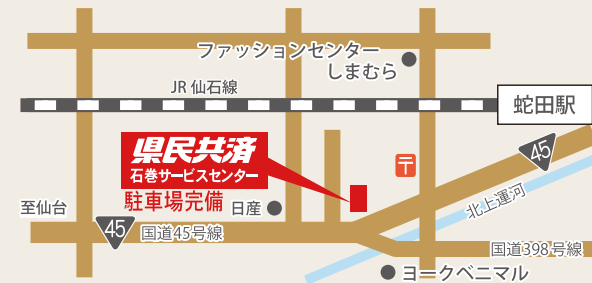 ファッションセンター
しまむら
JR 仙石線
蛇田駅
県民共済
石巻サービスセンター
駐車場完備
〒
45
北上運河
至仙台
日産
45
国道45号線
国道398号線
ヨークベニマル